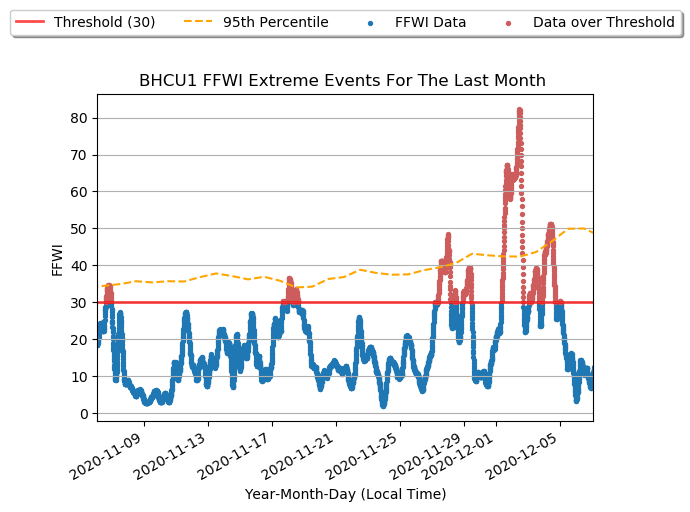 Threshold (30) 95th Percentile FFWI Data Data over Threshold
BHCU1 FFWI Extreme Events For The Last Month
80
70
60
50
40
30
20
10
0
FFWI
2020-11-09 2020-11-13 2020-11-17 2020-11-21 2020-11-25 2020-11-29 2020-12-01 2020-12-05
Year-Month-Day (Local Time)